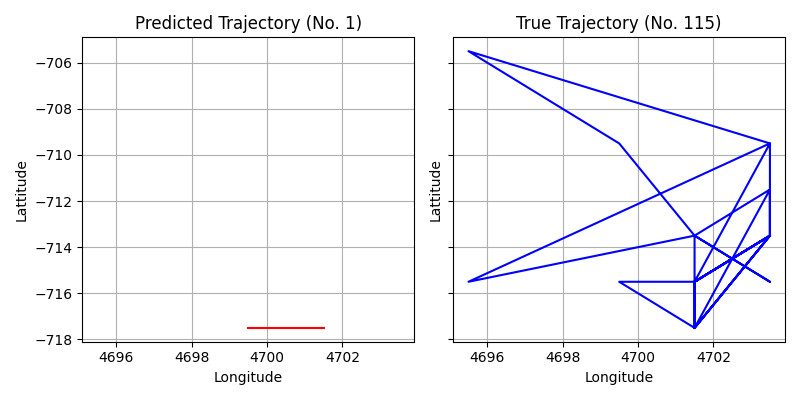 Predicted Trajectory (No. 1)
True Trajectory (No. 115)
Lattitude
−706
−708
−710
−712
−714
−716
−718
4696
4698
4700
4702
Longitude
Lattitude
4696
4698
4700
4702
Longitude